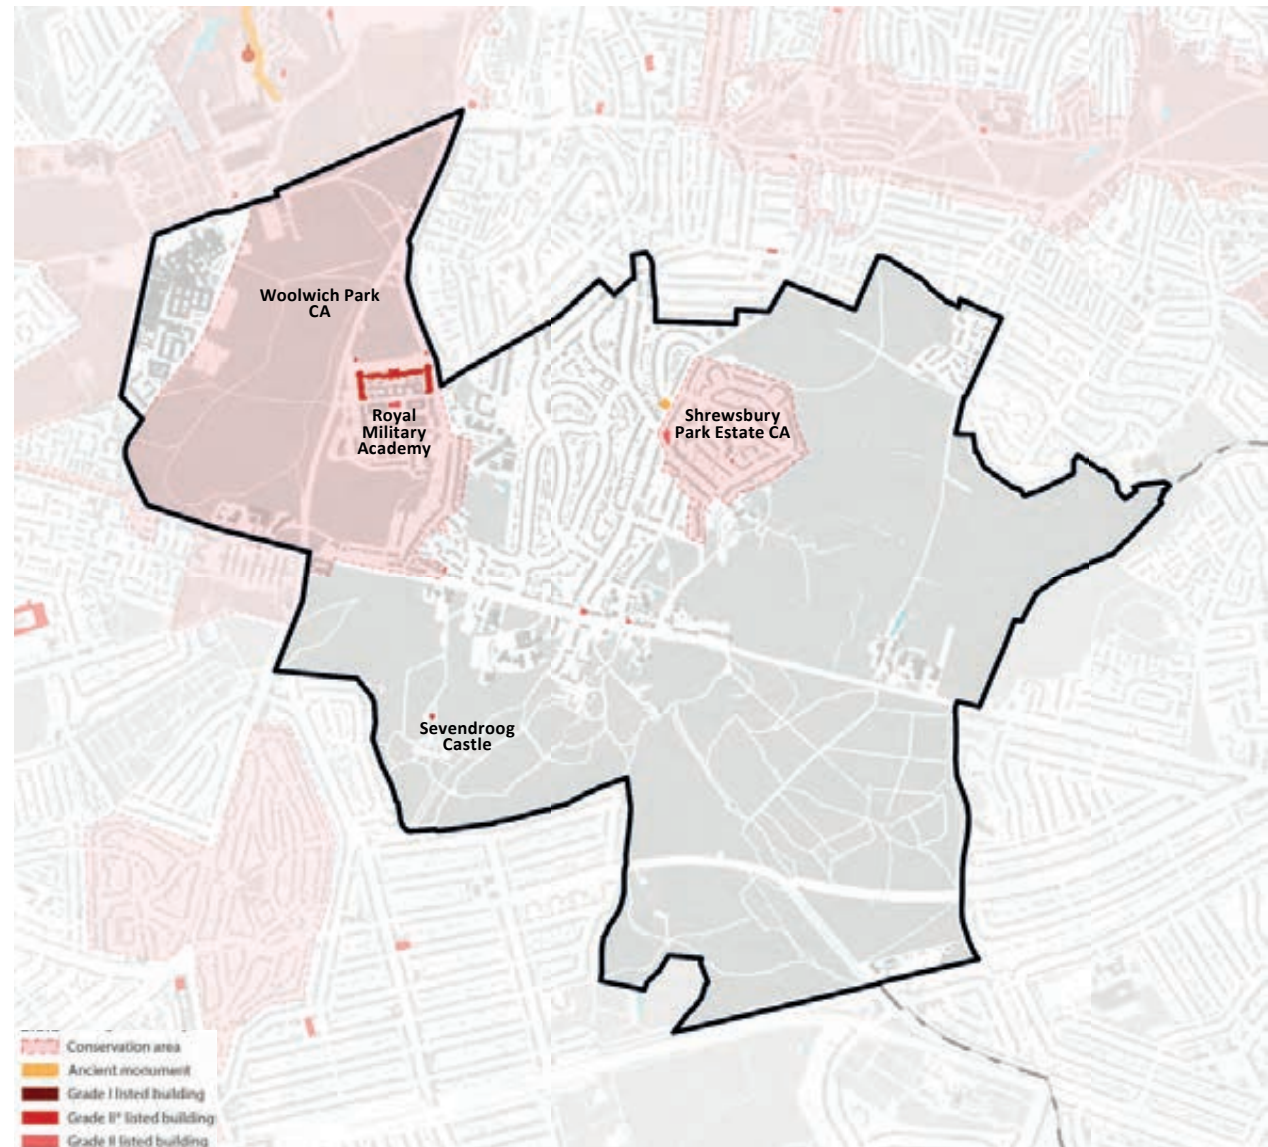 Woolwich Park
CA
Royal
Military
Academy
Shrewsbury
Park Estate CA
Sevendroog
Castle
Conservation area
Ancient monument
Grade I listed building
Grade II* listed building
Grade II listed building